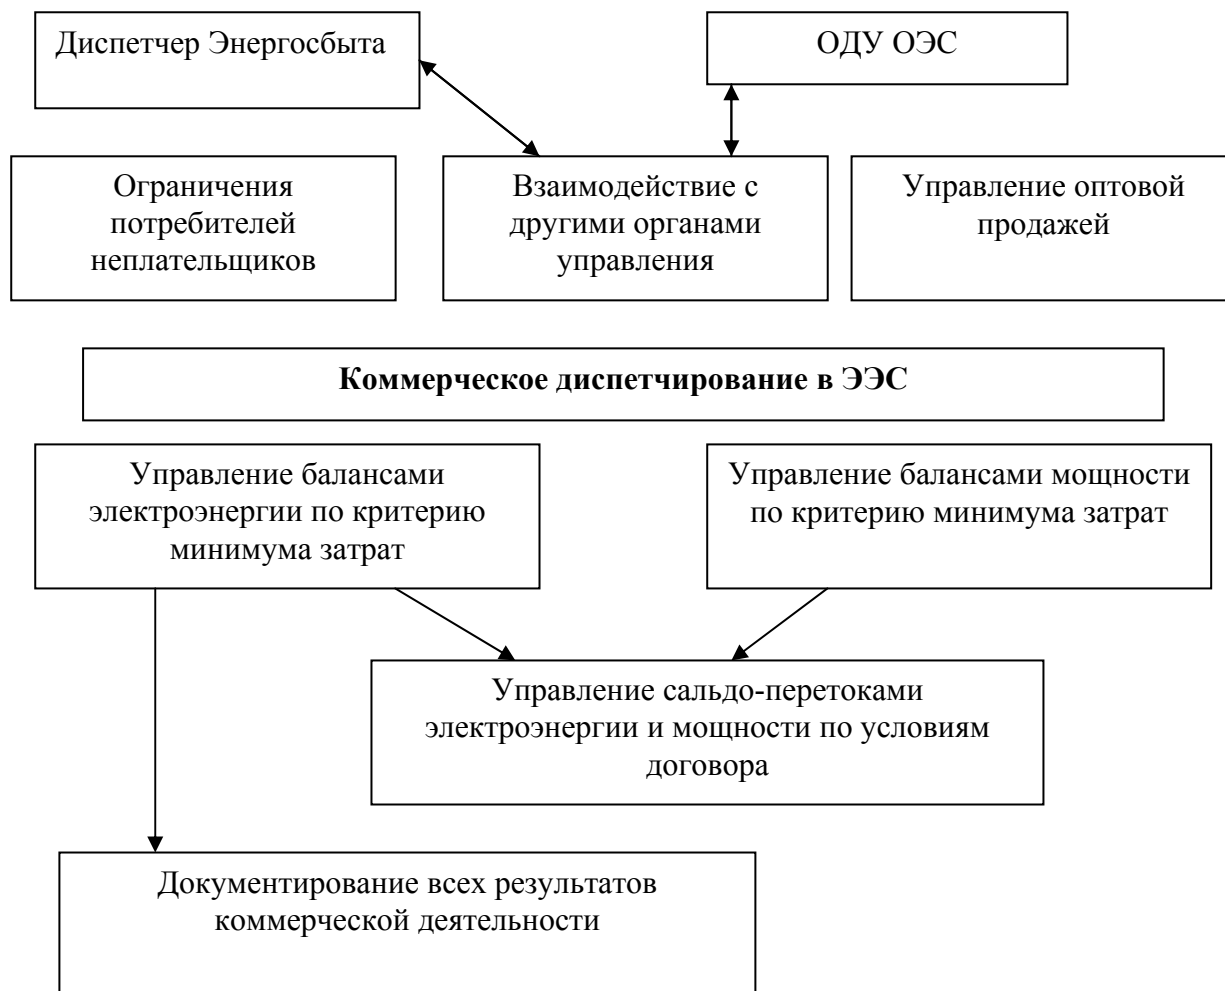 Диспетчер Энергосбыта
ОДУ ОЭС
Ограничения
потребителей
неплательщиков
Взаимодействие с
другими органами
управления
Управление оптовой
продажей
Коммерческое диспетчирование в ЭЭС
Управление балансами
электроэнергии по критерию
минимума затрат
Управление балансами мощности
по критерию минимума затрат
Управление сальдо-перетоками
электроэнергии и мощности по условиям
договора
Документирование всех результатов
коммерческой деятельности